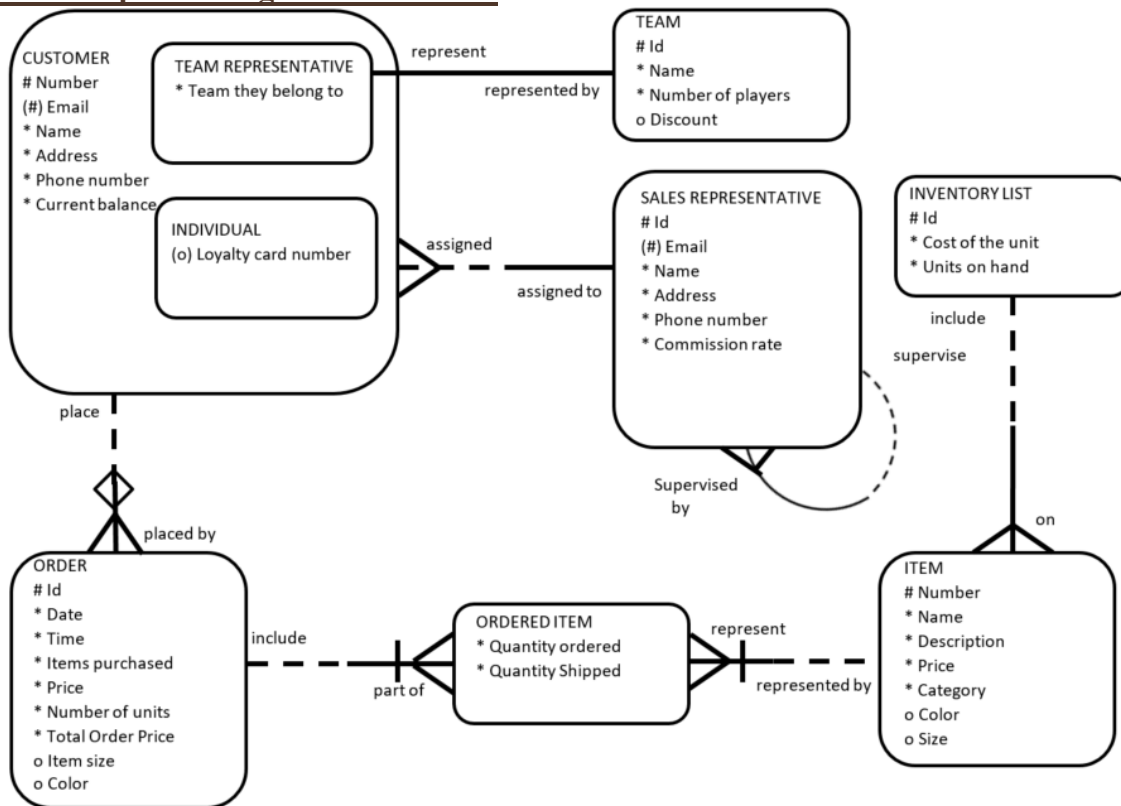 CUSTOMER
# Number
(#) Email
* Name
* Address
* Phone number
* Current balance
TEAM REPRESENTATIVE
* Team they belong to
INDIVIDUAL
(o) Loyalty card number
represent
represented by
TEAM
# Id
* Name
* Number of players
o Discount
assigned
assigned to
SALES REPRESENTATIVE
# Id
(#) Email
* Name
* Address
* Phone number
* Commission rate
INVENTORY LIST
# Id
* Cost of the unit
* Units on hand
include
supervise
Supervised
by
place
placed by
on
ORDER
# Id
* Date
* Time
* Items purchased
* Price
* Number of units
* Total Order Price
o Item size
o Color
include
part of
ORDERED ITEM
* Quantity ordered
* Quantity Shipped
represent
represented by
ITEM
# Number
* Name
* Description
* Price
* Category
o Color
o Size